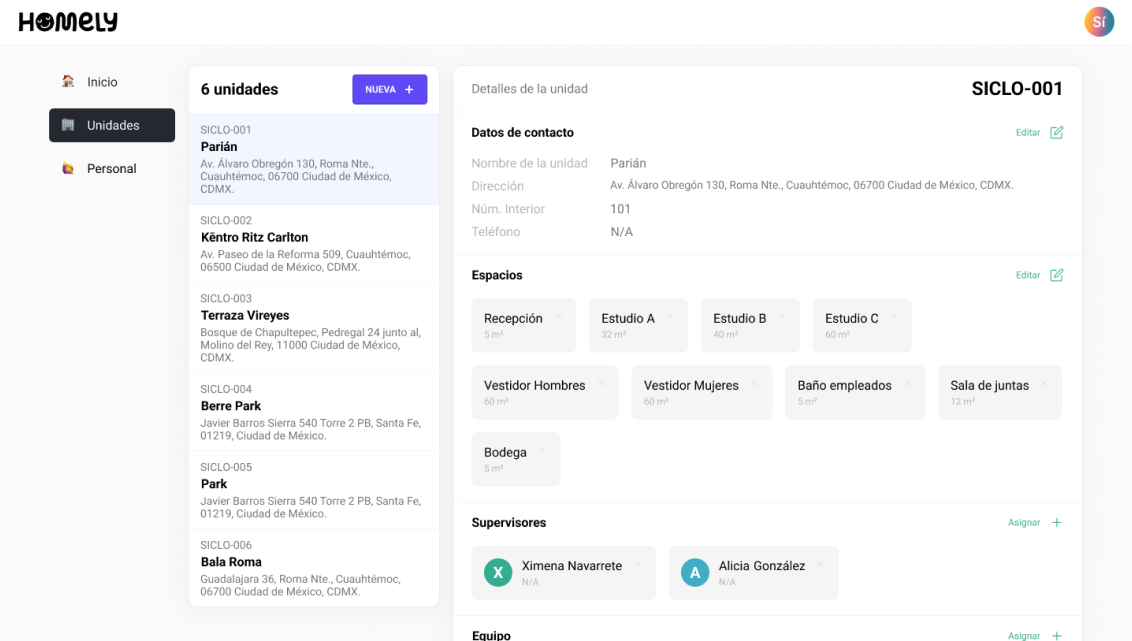 HOMELY
Sí
Inicio
Unidades
Personal
6 unidades
NUEVA +
SICLO-001
Parián
Av. Álvaro Obregón 130, Roma Nte.,
Cuauhtémoc, 06700 Ciudad de México,
CDMX.
SICLO-002
Kēntro Ritz Carlton
Av. Paseo de la Reforma 509, Cuauhtémoc,
06500 Ciudad de México, CDMX.
SICLO-003
Terraza Vireyes
Bosque de Chapultepec, Pedregal 24 junto al,
Molino del Rey, 11000 Ciudad de México,
CDMX.
SICLO-004
Berre Park
Javier Barros Sierra 540 Torre 2 PB, Santa Fe,
01219, Ciudad de México.
SICLO-005
Park
Javier Barros Sierra 540 Torre 2 PB, Santa Fe,
01219, Ciudad de México.
SICLO-006
Bala Roma
Guadalajara 36, Roma Nte., Cuauhtémoc,
06700 Ciudad de México, CDMX.
Detalles de la unidad SICLO-001
Datos de contacto Editar
Nombre de la unidad Parián
Dirección Av. Álvaro Obregón 130, Roma Nte., Cuauhtémoc, 06700 Ciudad de México, CDMX.
Núm. Interior 101
Teléfono N/A
Espacios Editar
Recepción × Estudio A × Estudio B × Estudio C ×
5 m² 32 m² 40 m² 60 m²
Vestidor Hombres × Vestidor Mujeres × Baño empleados × Sala de juntas ×
60 m² 60 m² 5 m² 12 m²
Bodega ×
5 m²
Supervisores Asignar +
X Ximena Navarrete × A Alicia González ×
N/A N/A
Equipo Asignar +